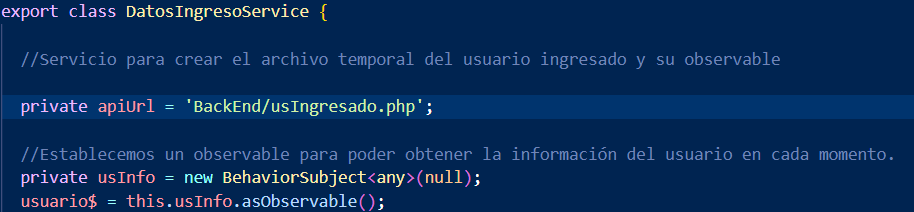 export class DatosIngresoService {
//Servicio para crear el archivo temporal del usuario ingresado y su observable
private apiUrl = 'BackEnd/usIngresado.php';
//Establecemos un observable para poder obtener la información del usuario en cada momento.
private usInfo = new BehaviorSubject<any>(null);
usuario$ = this.usInfo.asObservable();